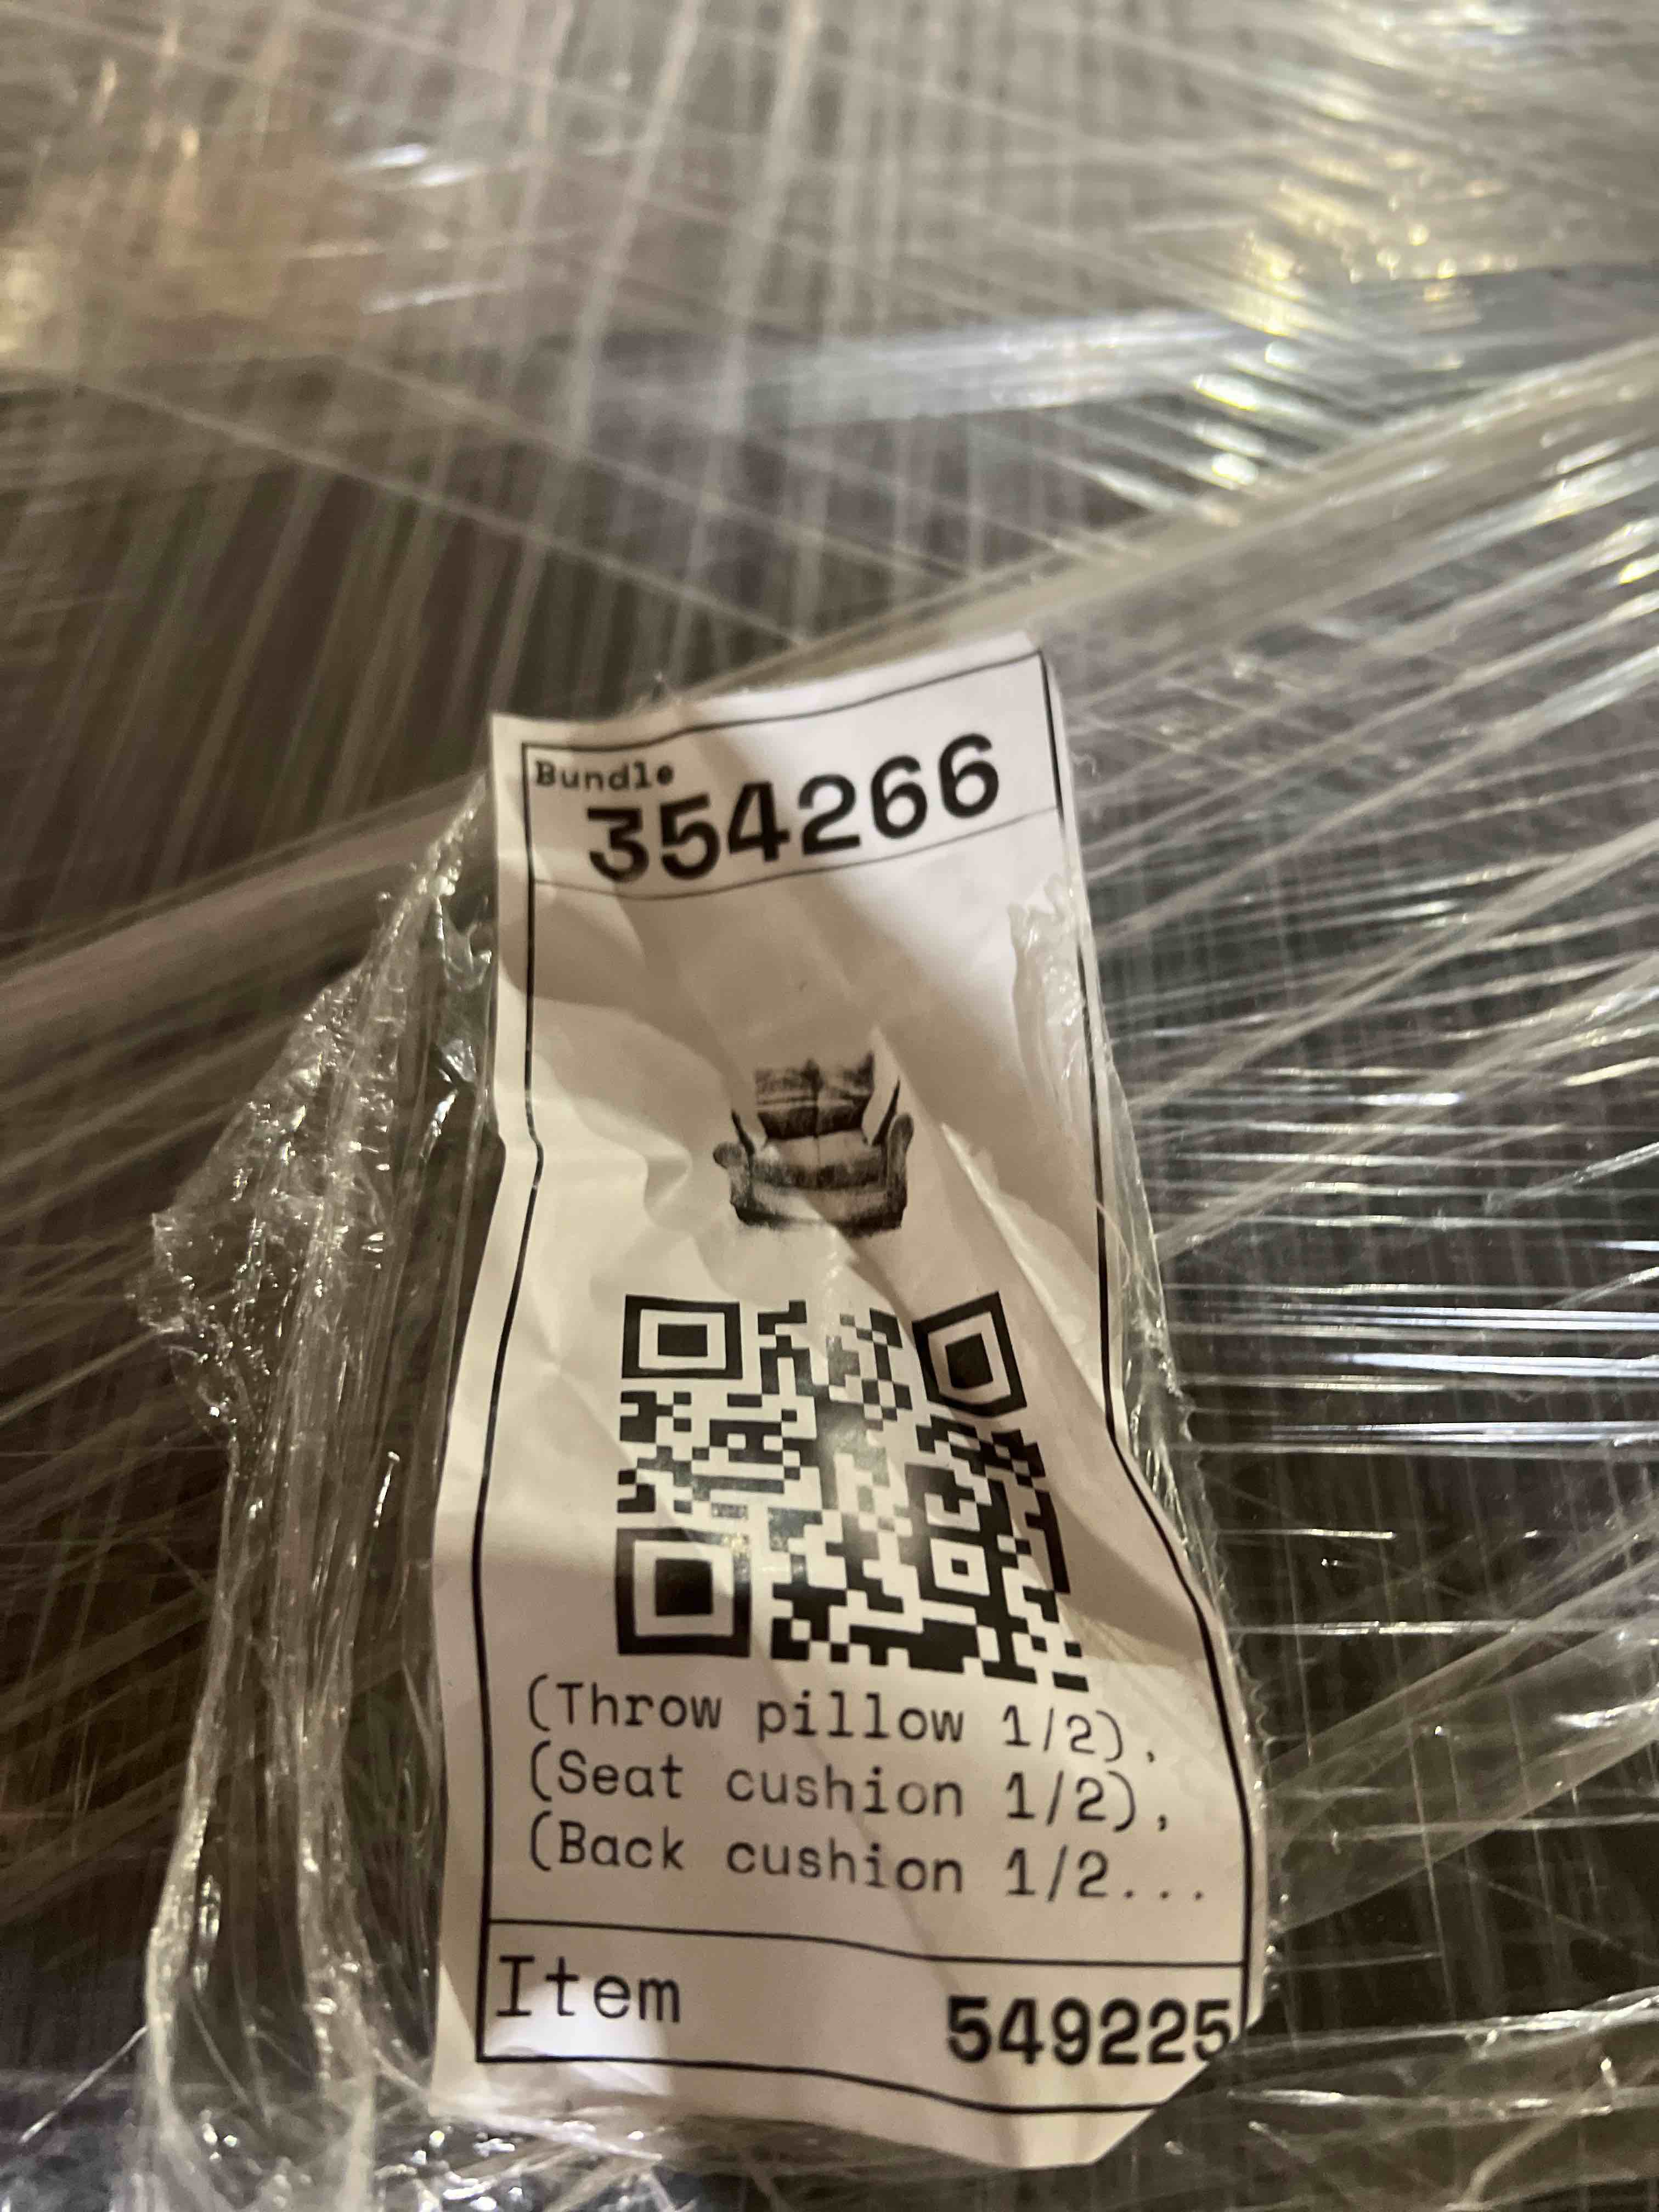 Bundle
354266
(Throw pillow 1/2),
(Seat cushion 1/2),
(Back cushion 1/2...
Item 549225